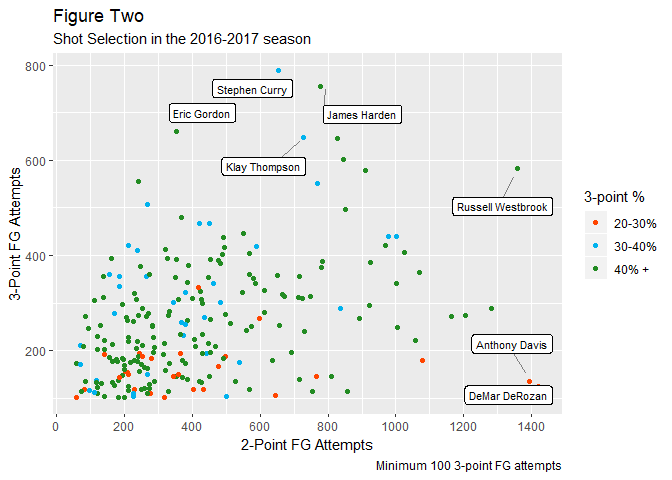 Figure Two
Shot Selection in the 2016-2017 season
800
600
400
200
3-Point FG Attempts
Stephen Curry
James Harden
Eric Gordon
Klay Thompson
Russell Westbrook
Anthony Davis
DeMar DeRozan
3-point %
20-30%
30-40%
40% +
0
200
400
600
800
1000
1200
1400
2-Point FG Attempts
Minimum 100 3-point FG attempts